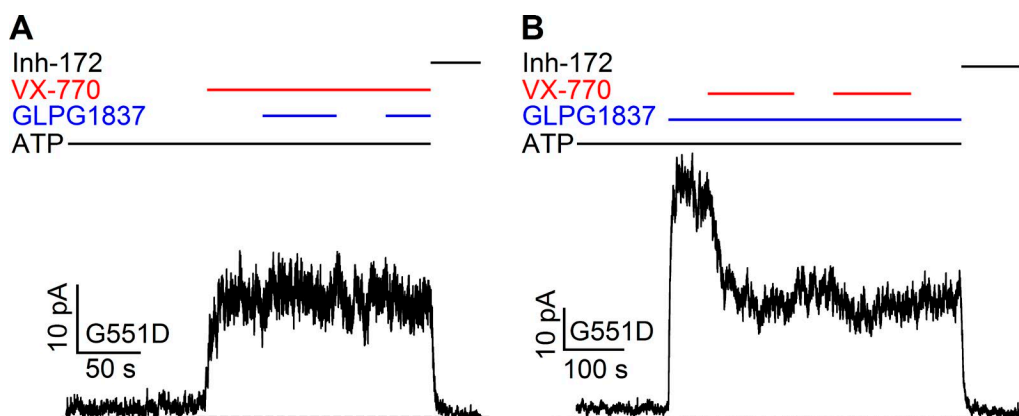 A
Inh-172
VX-770
GLPG1837
ATP
10 pA
G551D
50 s
B
Inh-172
VX-770
GLPG1837
ATP
10 pA
G551D
100 s